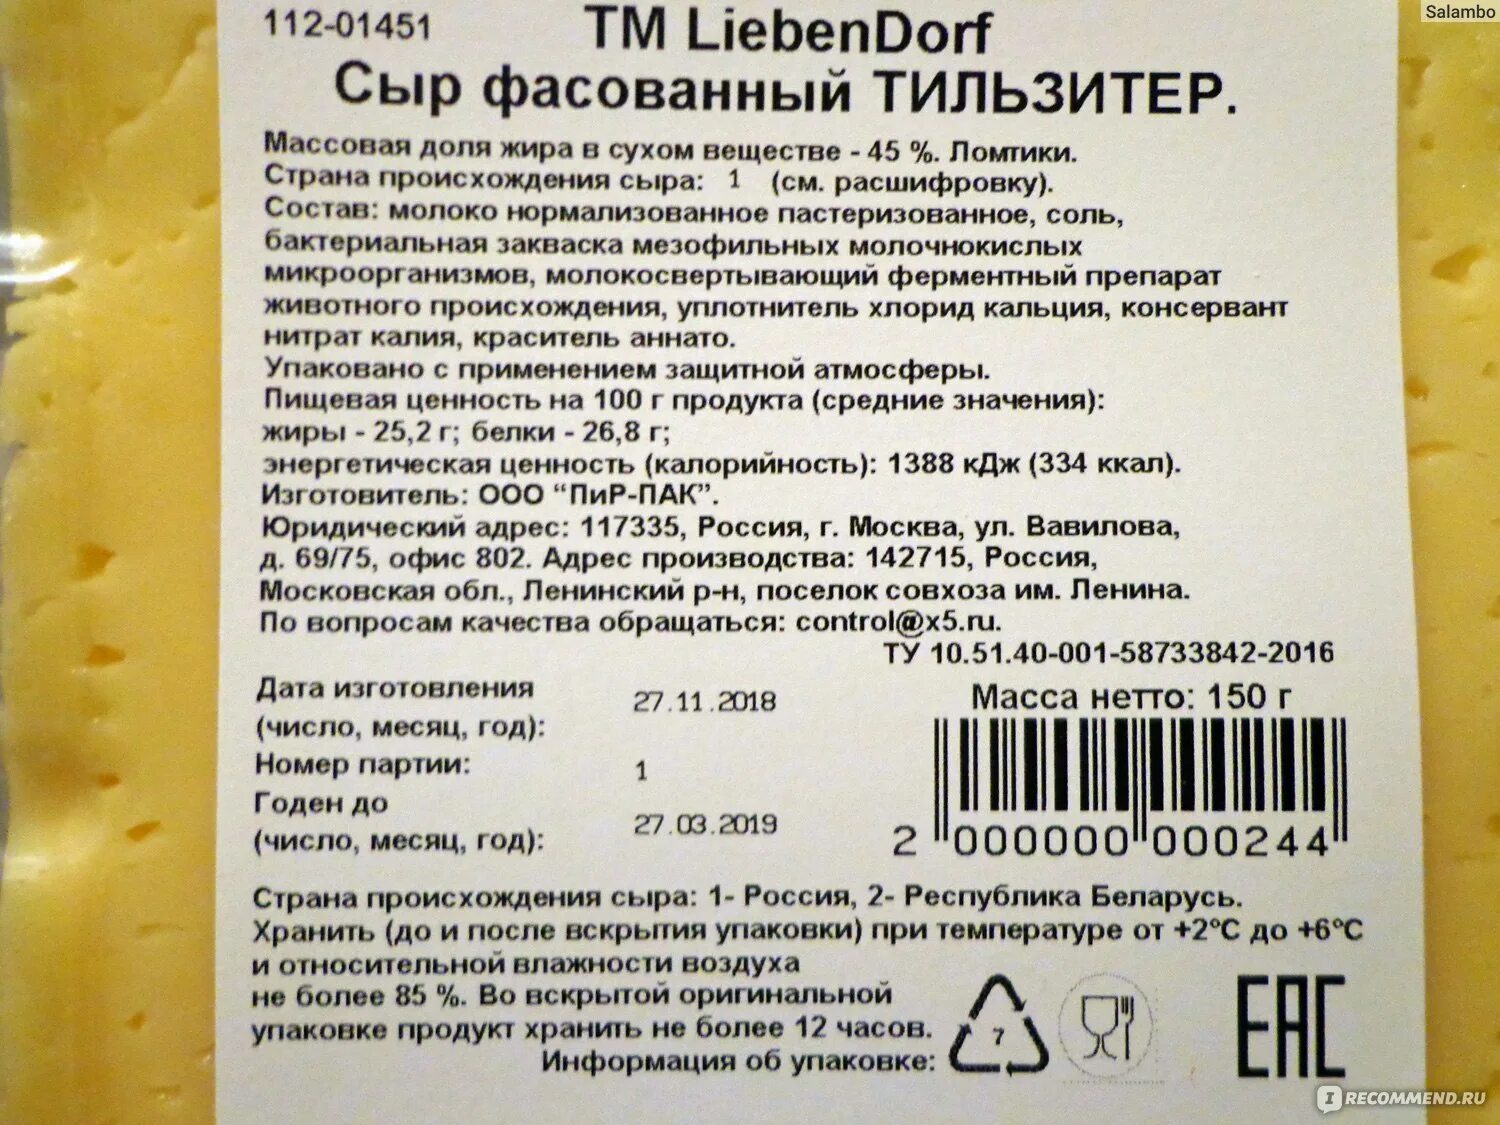 Salambo
112-01451
ТМ LiebenDorf
Сыр фасованный ТИЛЬЗИТЕР.
Массовая доля жира в сухом веществе - 45 %. Ломтики.
Страна происхождения сыра: 1 (см. расшифровку).
Состав: молоко нормализованное пастеризованное, соль,
бактериальная закваска мезофильных молочнокислых
микроорганизмов, молокосвертывающий ферментный препарат
животного происхождения, уплотнитель хлорид кальция, консервант
нитрат калия, краситель аннато.
Упаковано с применением защитной атмосферы.
Пищевая ценность на 100 г продукта (средние значения):
жиры - 25,2 г; белки - 26,8 г;
энергетическая ценность (калорийность): 1388 кДж (334 ккал).
Изготовитель: ООО “ПиР-ПАК”.
Юридический адрес: 117335, Россия, г. Москва, ул. Вавилова,
д. 69/75, офис 802. Адрес производства: 142715, Россия,
Московская обл., Ленинский р-н, поселок совхоза им. Ленина.
По вопросам качества обращаться: control@x5.ru.
ТУ 10.51.40-001-58733842-2016
Дата изготовления
(число, месяц, год): 27.11.2018
Номер партии: 1
Годен до
(число, месяц, год): 27.03.2019
Масса нетто: 150 г
2 000000 000244
Страна происхождения сыра: 1- Россия, 2- Республика Беларусь.
Хранить (до и после вскрытия упаковки) при температуре от +2°С до +6°С
и относительной влажности воздуха
не более 85 %. Во вскрытой оригинальной
упаковке продукт хранить не более 12 часов.
Информация об упаковке:
7
EAC
IRECOMMEND.RU